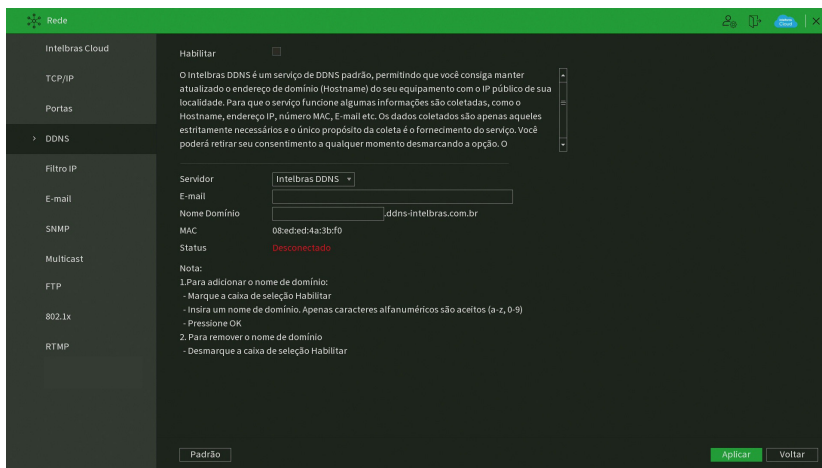 Rede
Intelbras Cloud
TCP/IP
Portas
DDNS
Filtro IP
E-mail
SNMP
Multicast
FTP
802.1x
RTMP
Habilitar
O Intelbras DDNS é um serviço de DDNS padrão, permitindo que você consiga manter
atualizado o endereço de domínio (Hostname) do seu equipamento com o IP público de sua
localidade. Para que o serviço funcione algumas informações são coletadas, como o
Hostname, endereço IP, número MAC, E-mail etc. Os dados coletados são apenas aqueles
estritamente necessários e o único propósito da coleta é o fornecimento do serviço. Você
poderá retirar seu consentimento a qualquer momento desmarcando a opção. O
Servidor Intelbras DDNS
E-mail
Nome Domínio .ddns-intelbras.com.br
MAC 08:ed:ed:4a:3b:f0
Status Desconectado
Nota:
1.Para adicionar o nome de domínio:
- Marque a caixa de seleção Habilitar
- Insira um nome de domínio. Apenas caracteres alfanuméricos são aceitos (a-z, 0-9)
- Pressione OK
2. Para remover o nome de domínio
- Desmarque a caixa de seleção Habilitar
Padrão Aplicar Voltar